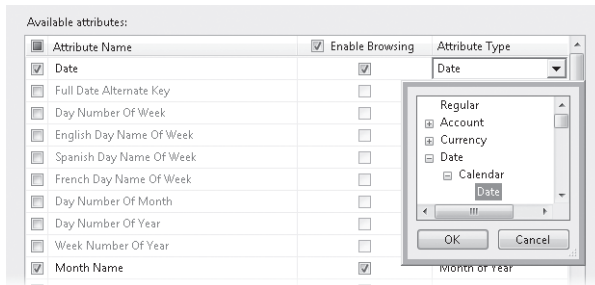 Available attributes:
Attribute Name Enable Browsing Attribute Type
Date Date
Full Date Alternate Key
Day Number Of Week
English Day Name Of Week
Spanish Day Name Of Week
French Day Name Of Week
Day Number Of Month
Day Number Of Year
Week Number Of Year
Month Name Month of Year
Regular
Account
Currency
Date
Calendar
Date
OK Cancel